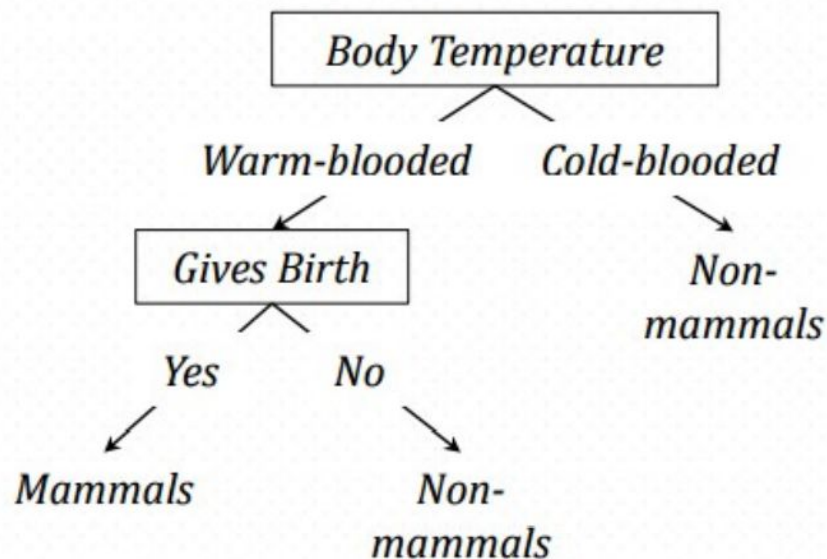 Body Temperature
Warm-blooded Cold-blooded
Gives Birth
Non-
mammals
Yes No
Mammals
Non-
mammals